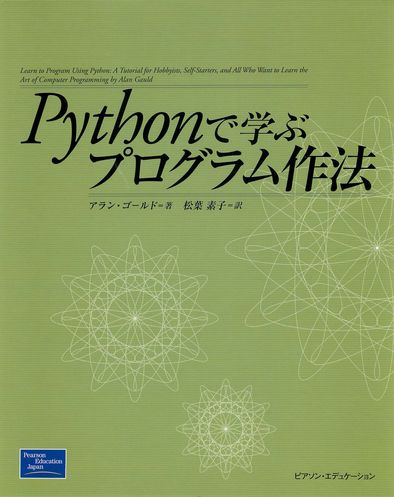 Learn to Program Using Python: A Tutorial for Hobbyists, Self-Starters, and All Who Want to Learn the
Art of Computer Programming by Alan Gauld
Pythonで学ぶ
プログラム作法
アラン・ゴールド=著 松葉 素子=訳
Pearson
Education
Japan
ピアソン・エデュケーション